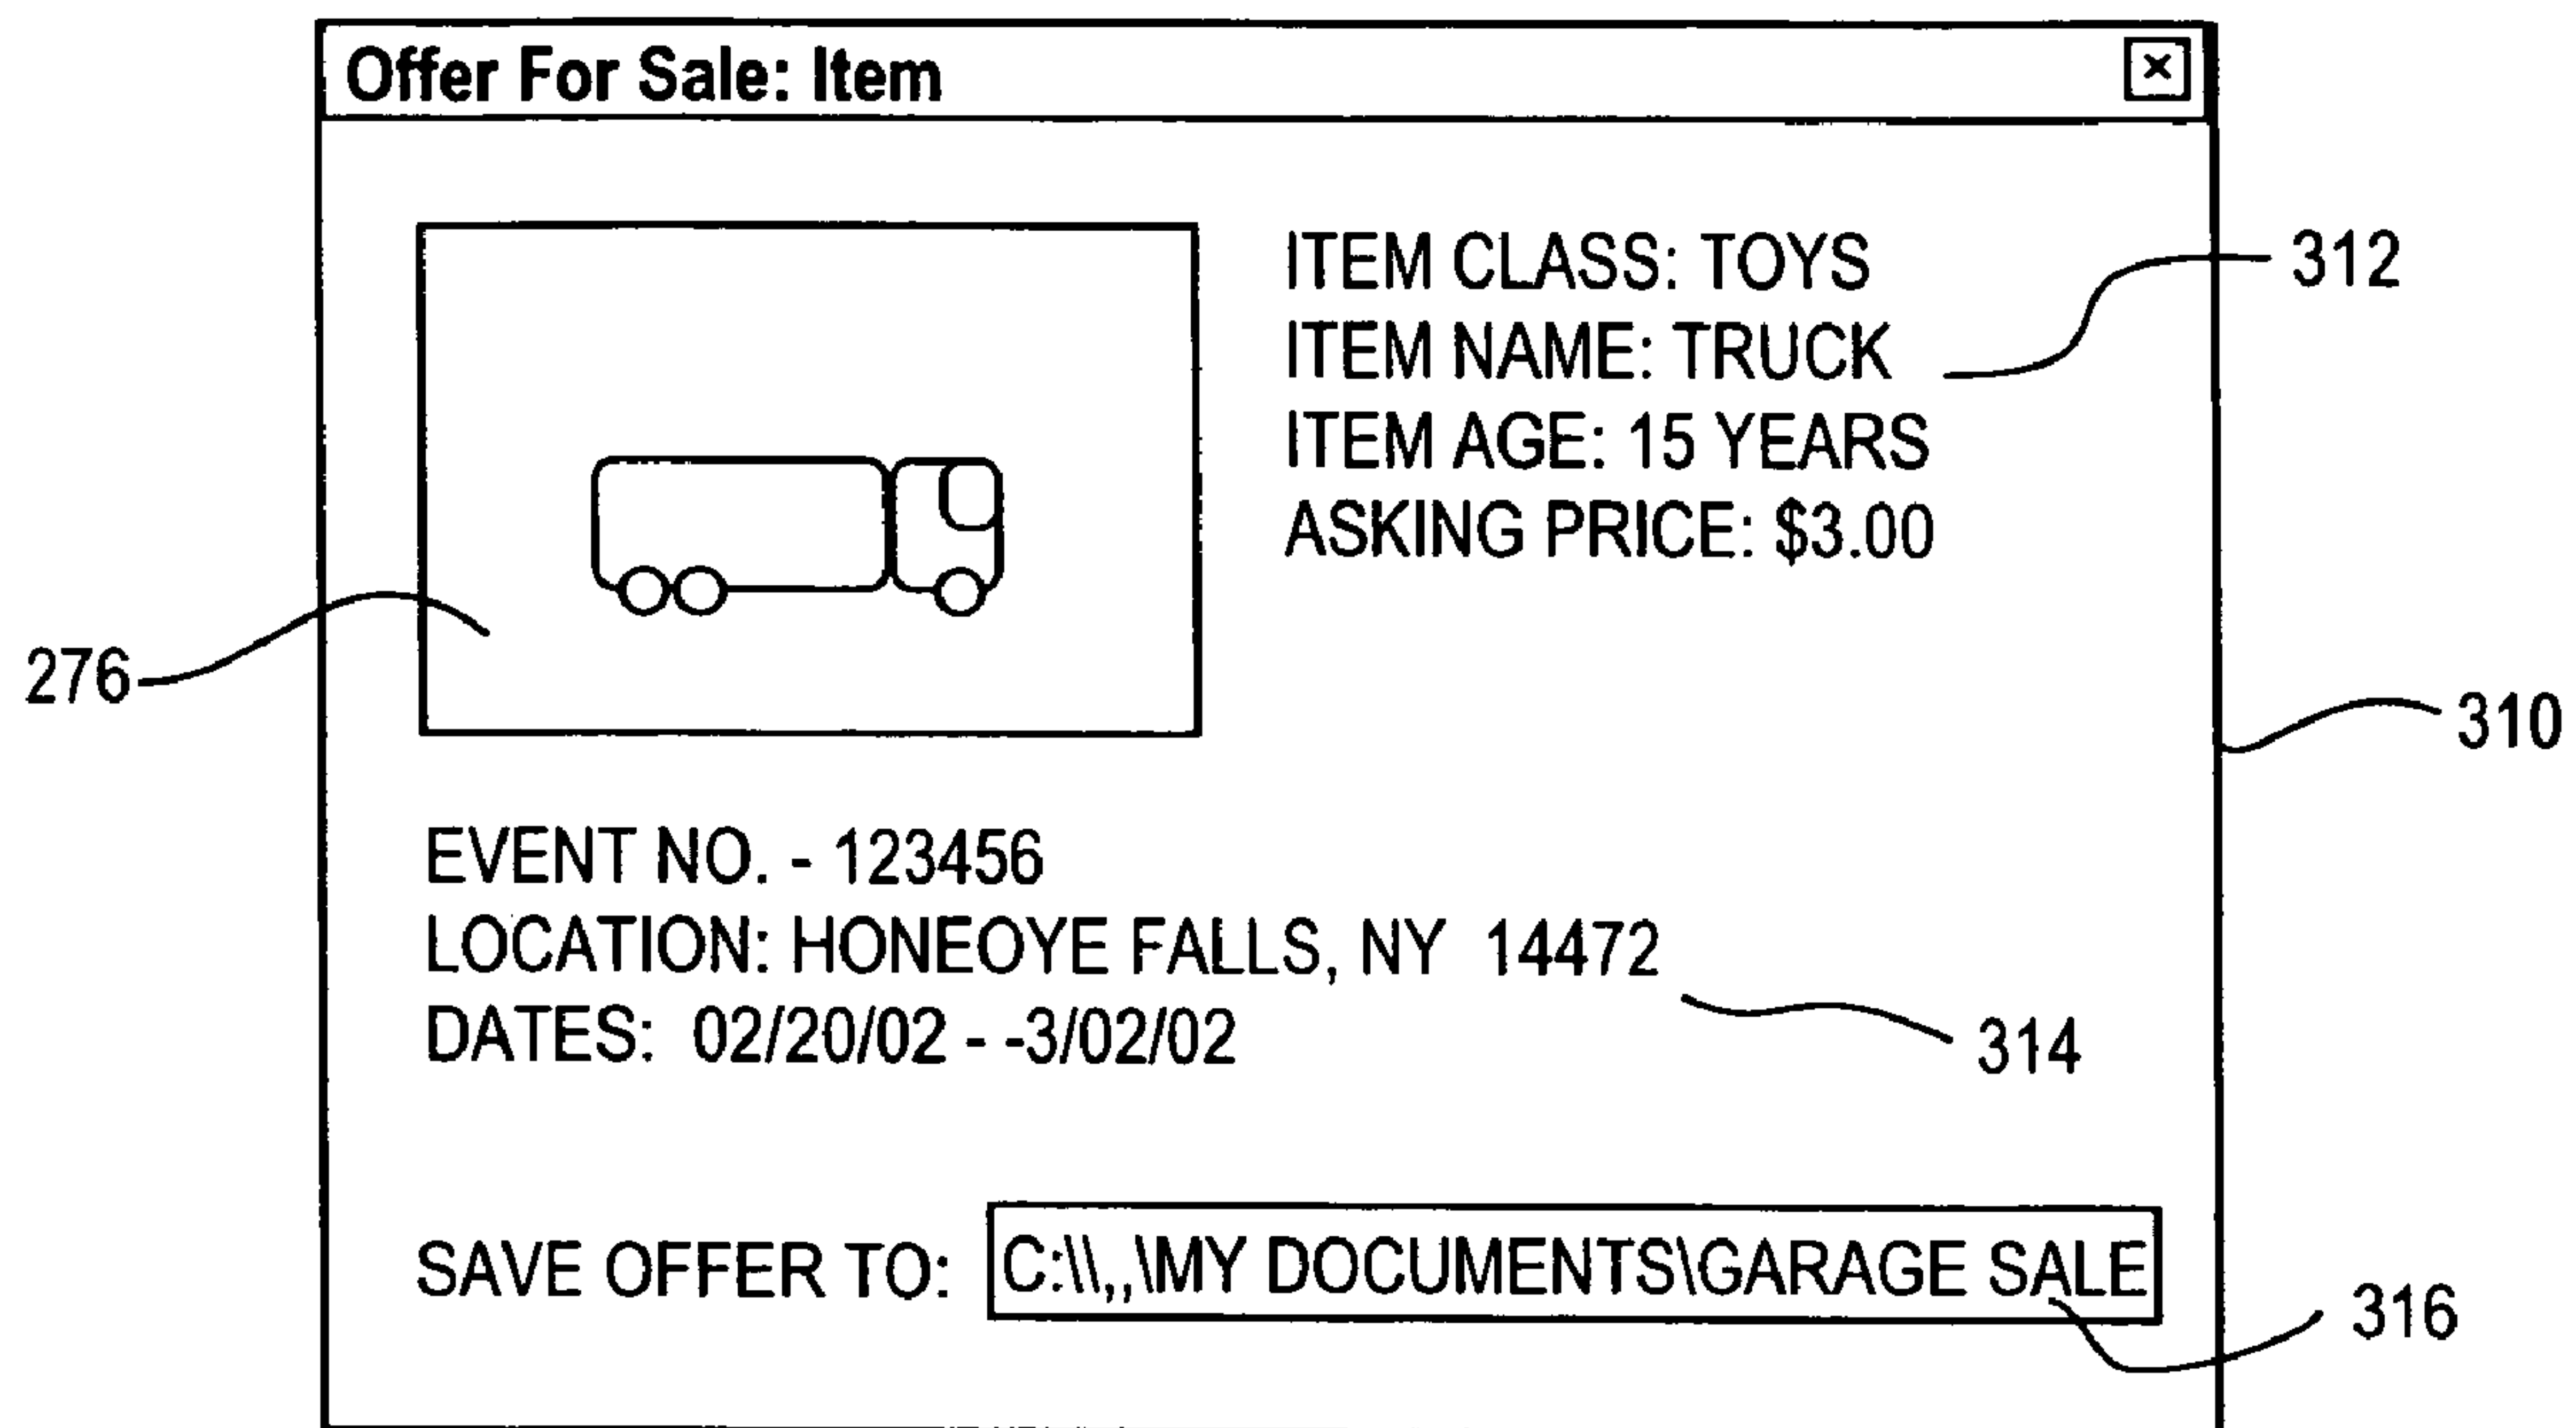 Offer For Sale: Item
x
ITEM CLASS: TOYS
312
ITEM NAME: TRUCK
ITEM AGE: 15 YEARS
ASKING PRICE: $3.00
276
310
EVENT NO. - 123456
LOCATION: HONEOYE FALLS, NY 14472
DATES: 02/20/02 - -3/02/02
314
SAVE OFFER TO: C:\\,,\MY DOCUMENTS\GARAGE SALE
316